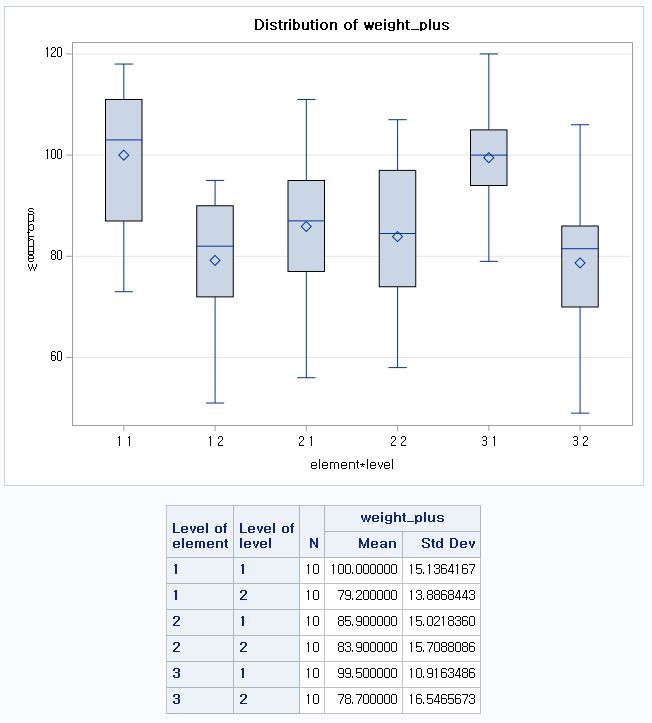 Distribution of weight_plus
120
100
80
60
1 1
1 2
2 1
2 2
3 1
3 2
element*level
weight_plus
Level of element Level of level N Mean Std Dev
1 1 10 100.000000 15.1364167
1 2 10 79.200000 13.8868443
2 1 10 85.900000 15.0218360
2 2 10 83.900000 15.7088086
3 1 10 99.500000 10.9163486
3 2 10 78.700000 16.5465673